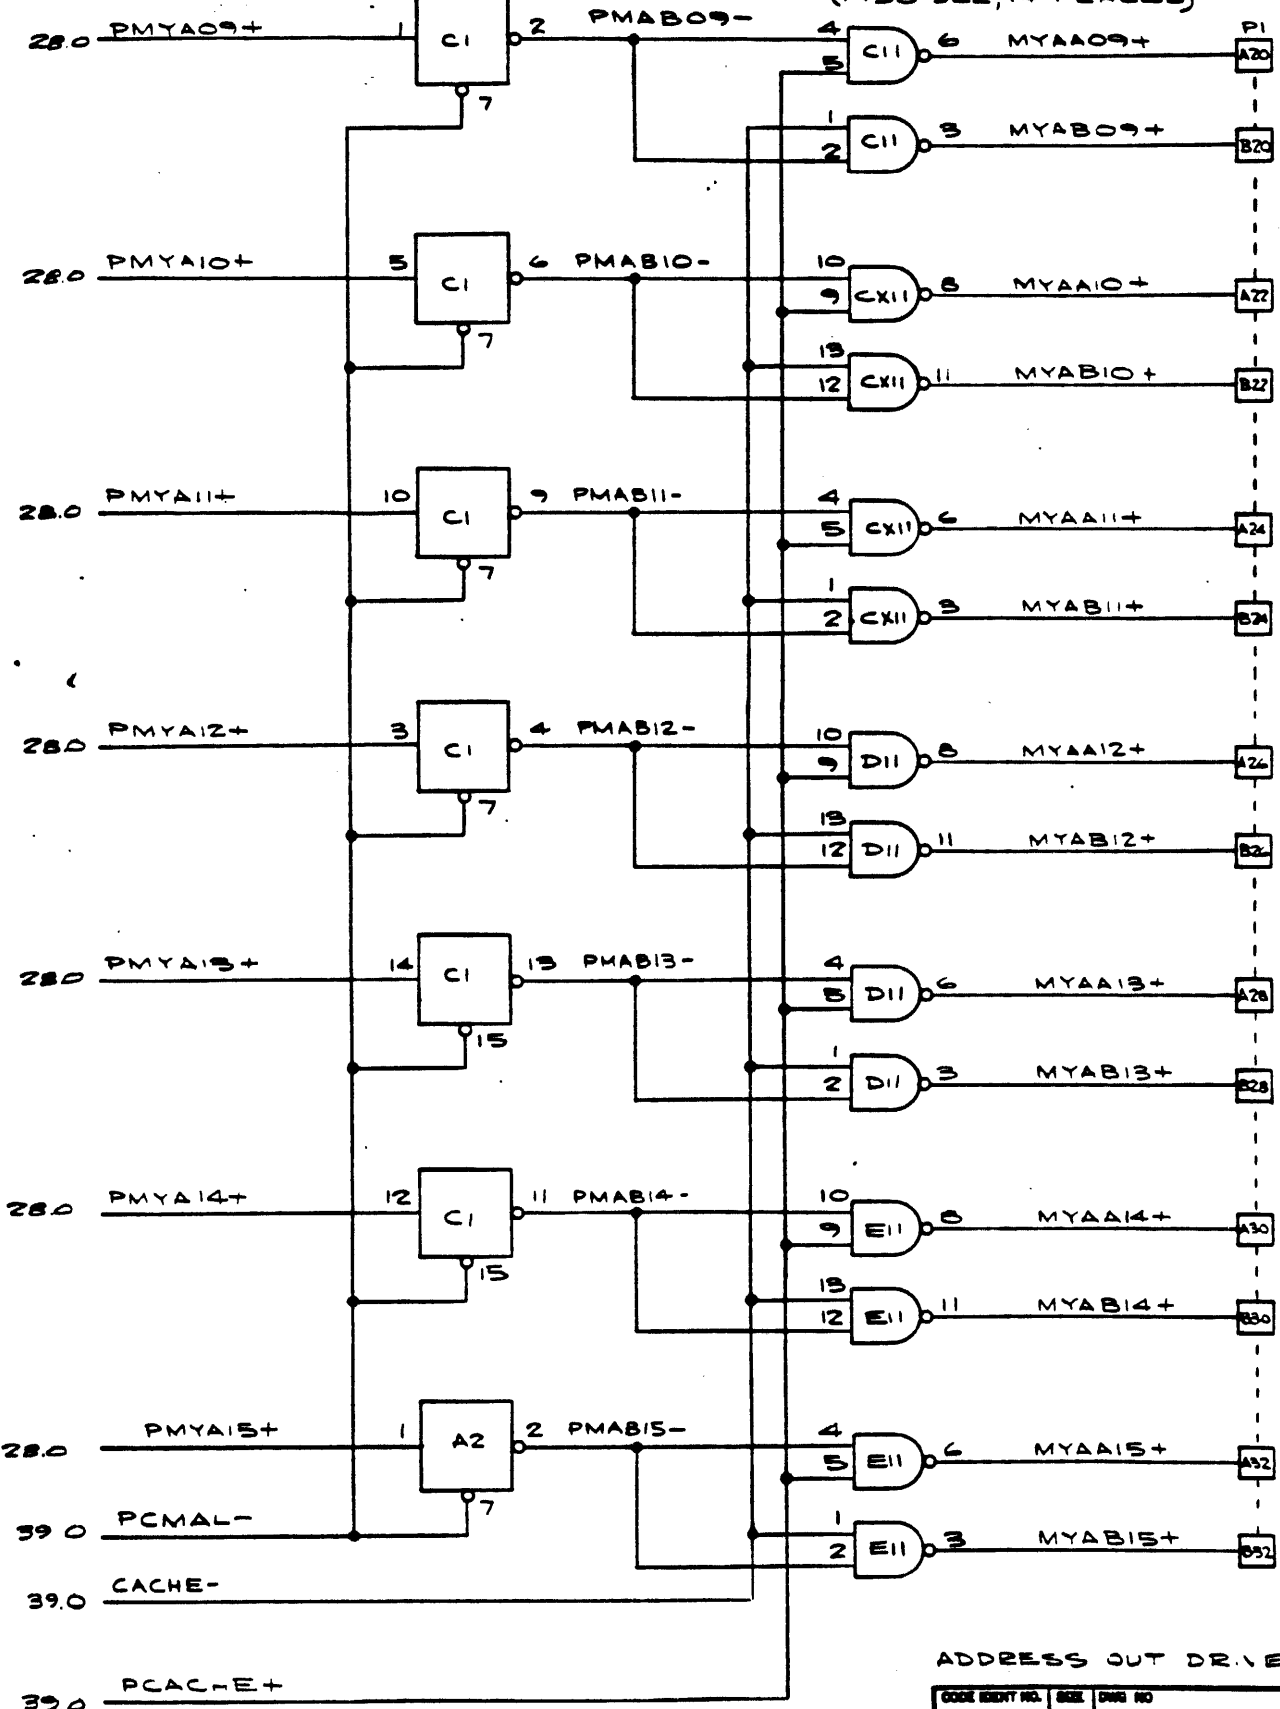 PMAB09-
28.0 PMYA09+ 1 C1 2 4 5 C11 6 MYAA09+ P1 A20
7
1 2 C11 3 MYAB09+ B20
28.0 PMYA10+ 5 C1 6 PMAB10- 10 9 CX11 8 MYAA10+ A22
7
13 12 CX11 11 MYAB10+ B22
28.0 PMYA11+ 10 C1 9 PMAB11- 4 5 CX11 6 MYAA11+ A24
7
1 2 CX11 3 MYAB11+ B24
28.0 PMYA12+ 3 C1 4 PMAB12- 10 9 D11 8 MYAA12+ A26
7
13 12 D11 11 MYAB12+ B26
28.0 PMYA13+ 14 C1 13 PMAB13- 4 5 D11 6 MYAA13+ A28
15
1 2 D11 3 MYAB13+ B28
28.0 PMYA14+ 12 C1 11 PMAB14- 10 9 E11 8 MYAA14+ A30
15
13 12 E11 11 MYAB14+ B30
28.0 PMYA15+ 1 A2 2 PMAB15- 4 5 E11 6 MYAA15+ A32
7
39.0 PCMAL- 1 2 E11 3 MYAB15+ B32
39.0 CACHE-
39.0 PCACHE+
ADDRESS OUT DRIVE
CODE IDENT NO. SIZE DWG NO